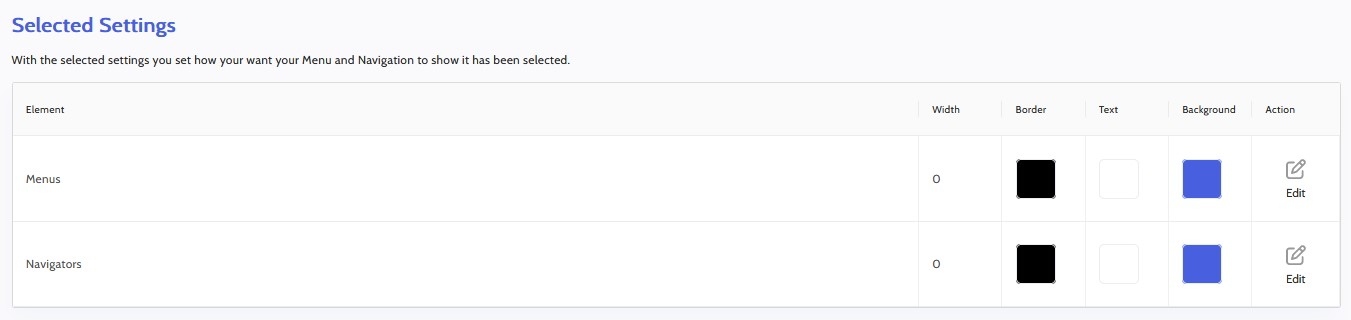 Selected Settings
With the selected settings you set how your want your Menu and Navigation to show it has been selected.
Element Width Border Text Background Action
Menus 0 Edit
Navigators 0 Edit